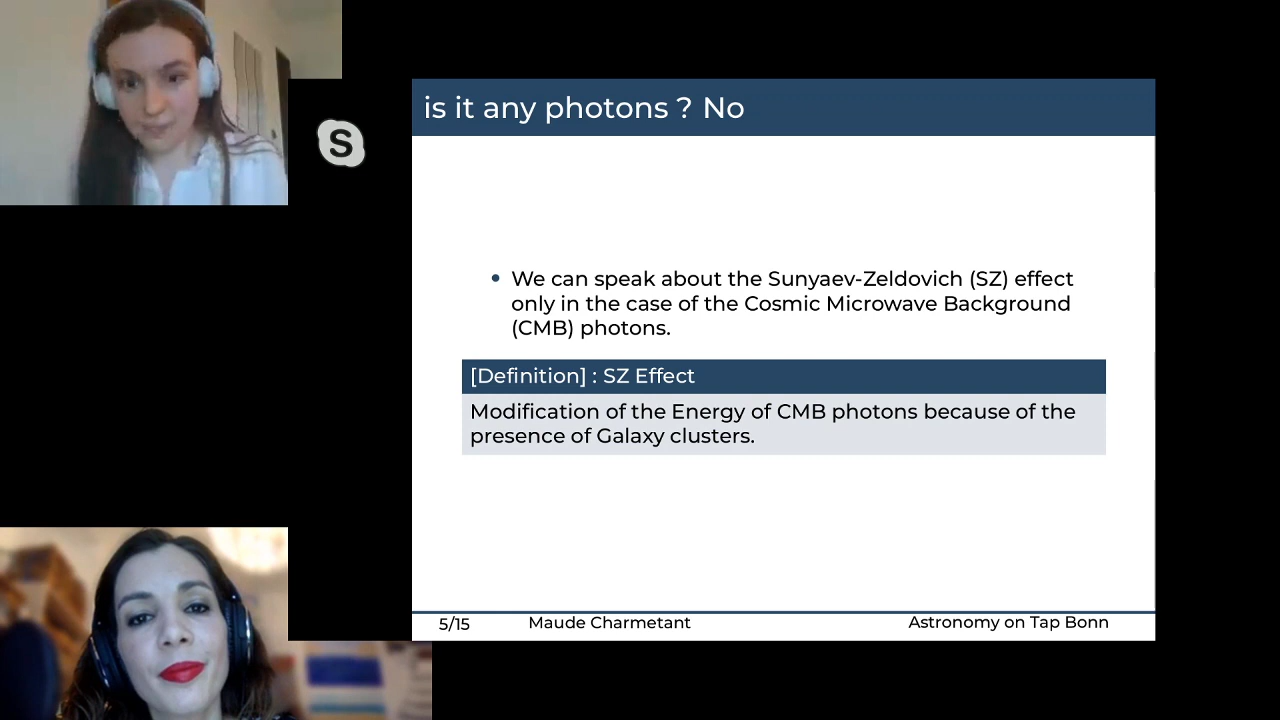 S
is it any photons ? No
• We can speak about the Sunyaev-Zeldovich (SZ) effect
only in the case of the Cosmic Microwave Background
(CMB) photons.
[Definition] : SZ Effect
Modification of the Energy of CMB photons because of the
presence of Galaxy clusters.
5/15 Maude Charmetant Astronomy on Tap Bonn